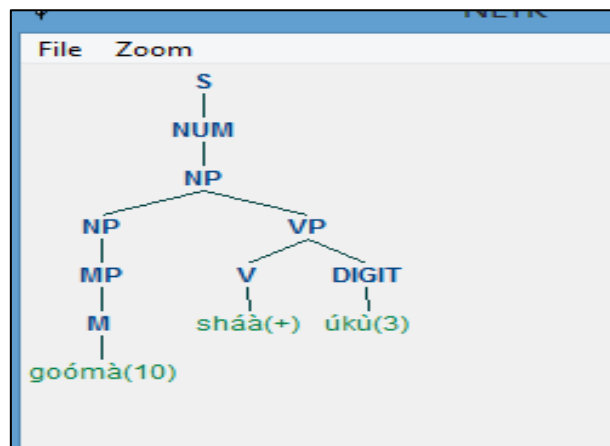 File Zoom
S
NUM
NP
NP VP
MP V DIGIT
M sháà(+) úkù(3)
goómà(10)